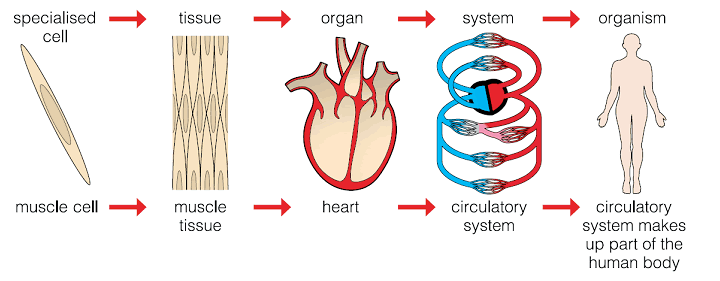 specialised
cell
tissue
organ
system
organism
muscle cell
muscle
tissue
heart
circulatory
system
circulatory
system makes
up part of the
human body